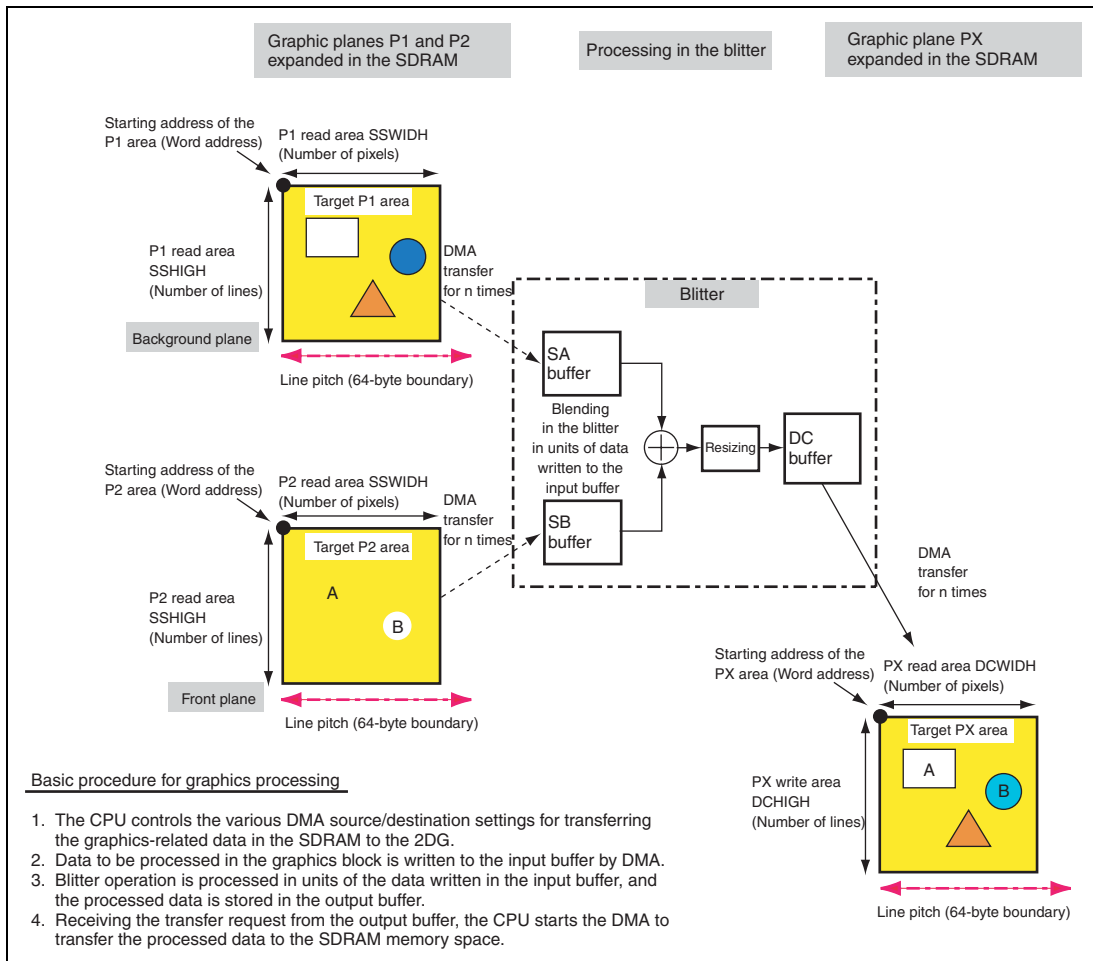 Graphic planes P1 and P2
expanded in the SDRAM
Processing in the blitter
Graphic plane PX
expanded in the SDRAM
Starting address of the
P1 area (Word address)
P1 read area SSWIDH
(Number of pixels)
Target P1 area
P1 read area
SSHIGH
(Number of lines)
DMA
transfer
for n times
Background plane
Line pitch (64-byte boundary)
Blitter
SA
buffer
Blending
in the blitter
in units of data
written to the
input buffer
Resizing
DC
buffer
SB
buffer
Starting address of the
P2 area (Word address)
P2 read area SSWIDH
(Number of pixels)
DMA
transfer
for n times
Target P2 area
A
B
P2 read area
SSHIGH
(Number of lines)
Front plane
Line pitch (64-byte boundary)
DMA
transfer
for n times
Starting address of the
PX area (Word address)
PX read area DCWIDH
(Number of pixels)
Target PX area
A
B
PX write area
DCHIGH
(Number of lines)
Line pitch (64-byte boundary)
Basic procedure for graphics processing
1. The CPU controls the various DMA source/destination settings for transferring
the graphics-related data in the SDRAM to the 2DG.
2. Data to be processed in the graphics block is written to the input buffer by DMA.
3. Blitter operation is processed in units of the data written in the input buffer, and
the processed data is stored in the output buffer.
4. Receiving the transfer request from the output buffer, the CPU starts the DMA to
transfer the processed data to the SDRAM memory space.